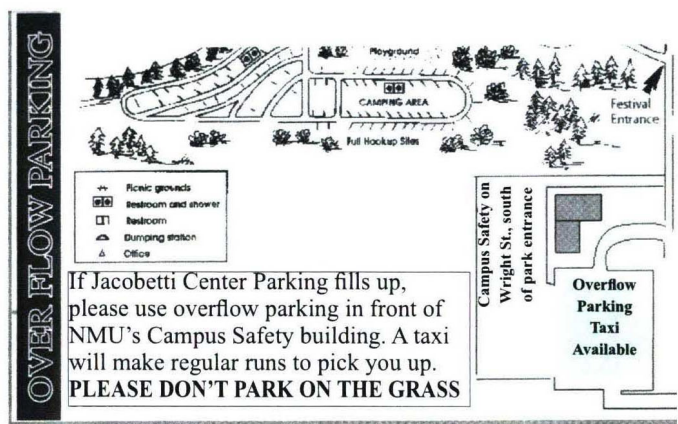 OVER FLOW PARKING
Playground
CAMPING AREA
Full Hookup Sites
Festival
Entrance
Picnic grounds
Restroom and shower
Restroom
Dumping station
Office
If Jacobetti Center Parking fills up,
please use overflow parking in front of
NMU's Campus Safety building. A taxi
will make regular runs to pick you up.
PLEASE DON'T PARK ON THE GRASS
Campus Safety on
Wright St., south
of park entrance
Overflow
Parking
Taxi
Available